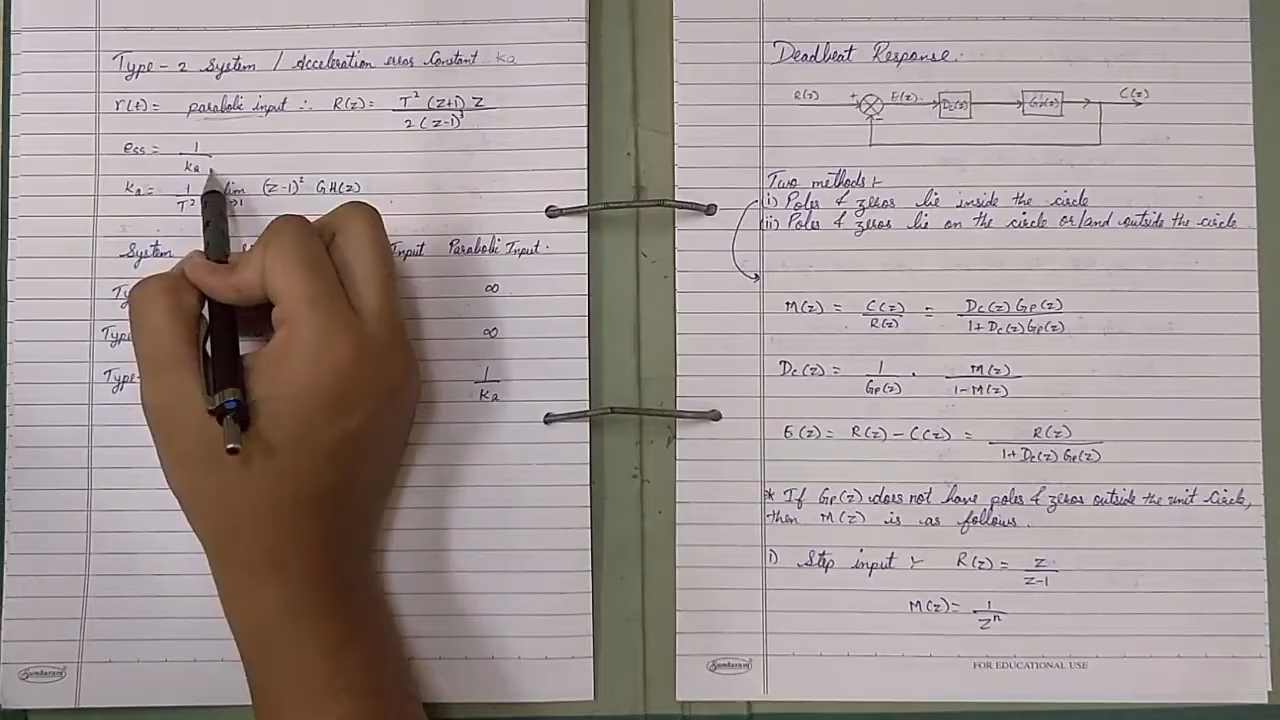 Type-2 System / Acceleration error Constant ka
r(t) = parabolic input ∴ R(z) = T² (z+1) z / 2(z-1)³
ess = 1 / ka
ka = 1 / T² (z-1)² GH(z)
System Input Parabolic Input.
∞
∞
Type- 1 / ka
Sundaram
Deadbeat Response.
R(z) + - E(z) Dc(z) Gp(z) C(z)
Two methods :-
(i) Poles & zeros lie inside the circle
(ii) Poles & zeros lie on the circle or/and outside the circle
M(z) = C(z) / R(z) = Dc(z) Gp(z) / 1 + Dc(z) Gp(z)
Dc(z) = 1 / Gp(z) . M(z) / 1-M(z)
E(z) = R(z) - C(z) = R(z) / 1 + Dc(z) Gp(z)
* If Gp(z) does not have poles & zeros outside the unit circle,
then M(z) is as follows.
i) Step input :- R(z) = z / z-1
M(z) = 1 / zⁿ
Sundaram FOR EDUCATIONAL USE